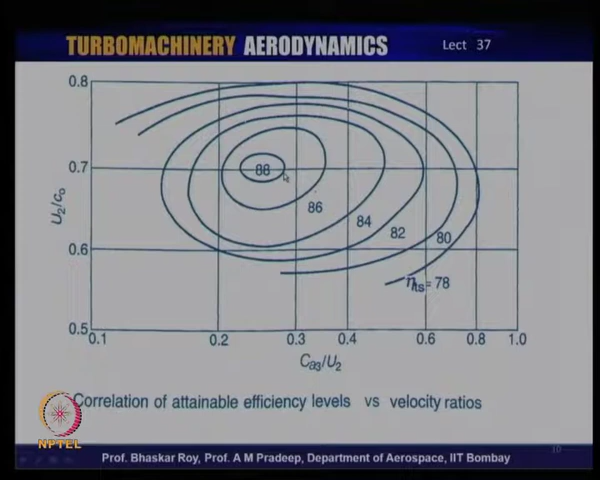 TURBOMACHINERY AERODYNAMICS Lect 37
0.8
0.7
0.6
0.5
U2/co
88
86
84
82
80
ηts = 78
0.1 0.2 0.3 0.4 0.6 0.8 1.0
Ca3/U2
Correlation of attainable efficiency levels vs velocity ratios
NPTEL
Prof. Bhaskar Roy, Prof. A M Pradeep, Department of Aerospace, IIT Bombay
10